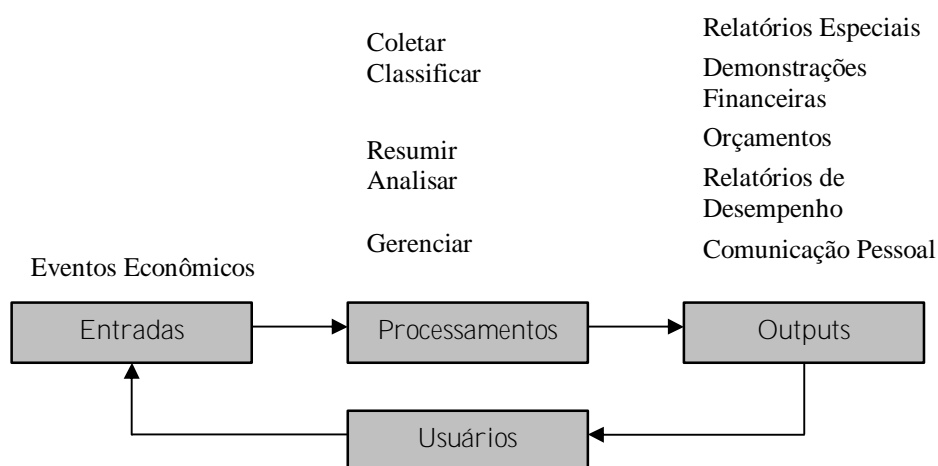 Coletar
Classificar
Resumir
Analisar
Gerenciar
Relatórios Especiais
Demonstrações
Financeiras
Orçamentos
Relatórios de
Desempenho
Comunicação Pessoal
Eventos Econômicos
Entradas
Processamentos
Outputs
Usuários